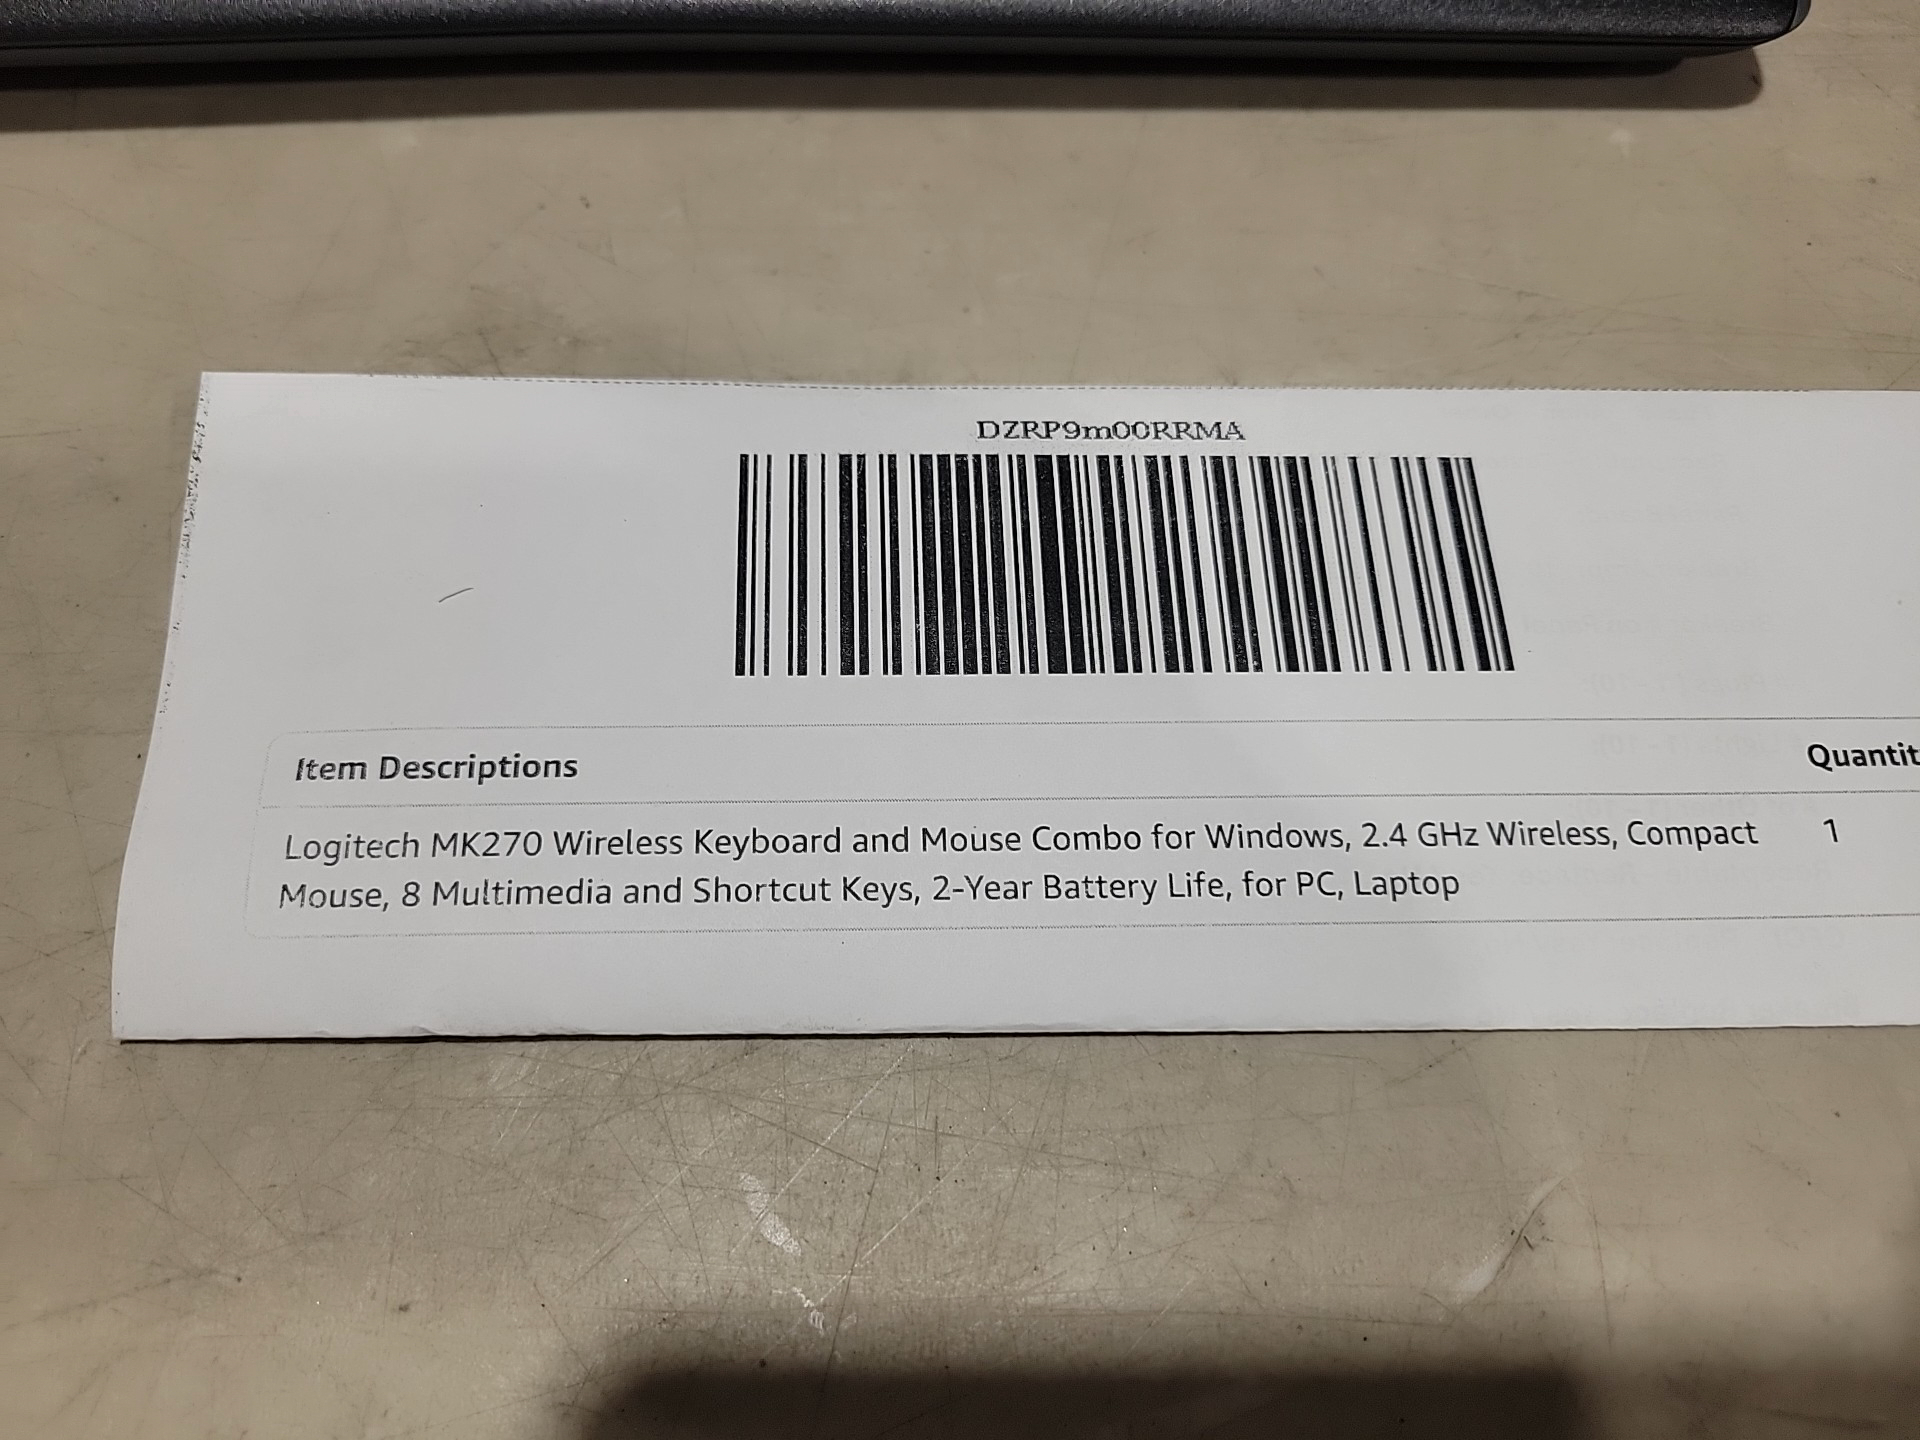 DZRP9m00RRMA
Item Descriptions Quantit
Logitech MK270 Wireless Keyboard and Mouse Combo for Windows, 2.4 GHz Wireless, Compact 1
Mouse, 8 Multimedia and Shortcut Keys, 2-Year Battery Life, for PC, Laptop